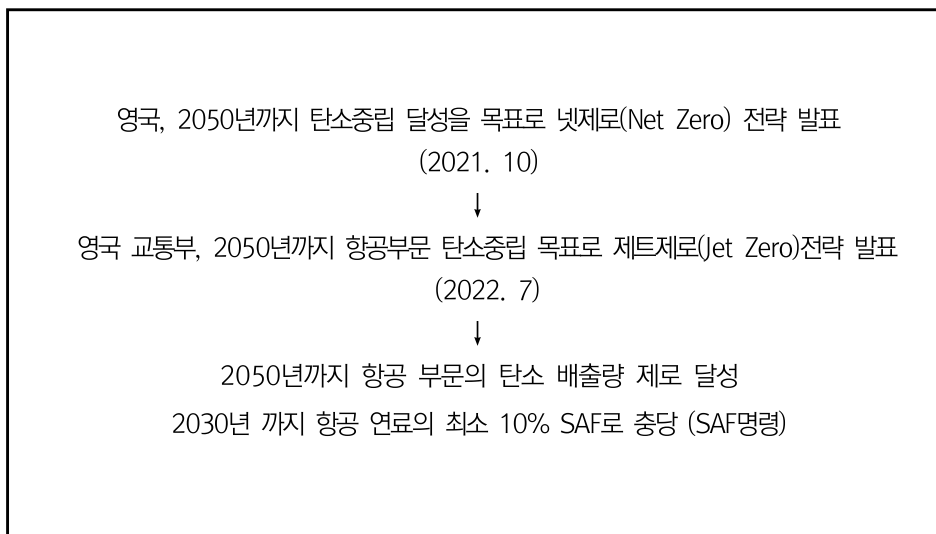 영국, 2050년까지 탄소중립 달성을 목표로 넷제로(Net Zero) 전략 발표
(2021. 10)
↓
영국 교통부, 2050년까지 항공부문 탄소중립 목표로 제트제로(Jet Zero)전략 발표
(2022. 7)
↓
2050년까지 항공 부문의 탄소 배출량 제로 달성
2030년 까지 항공 연료의 최소 10% SAF로 충당 (SAF명령)